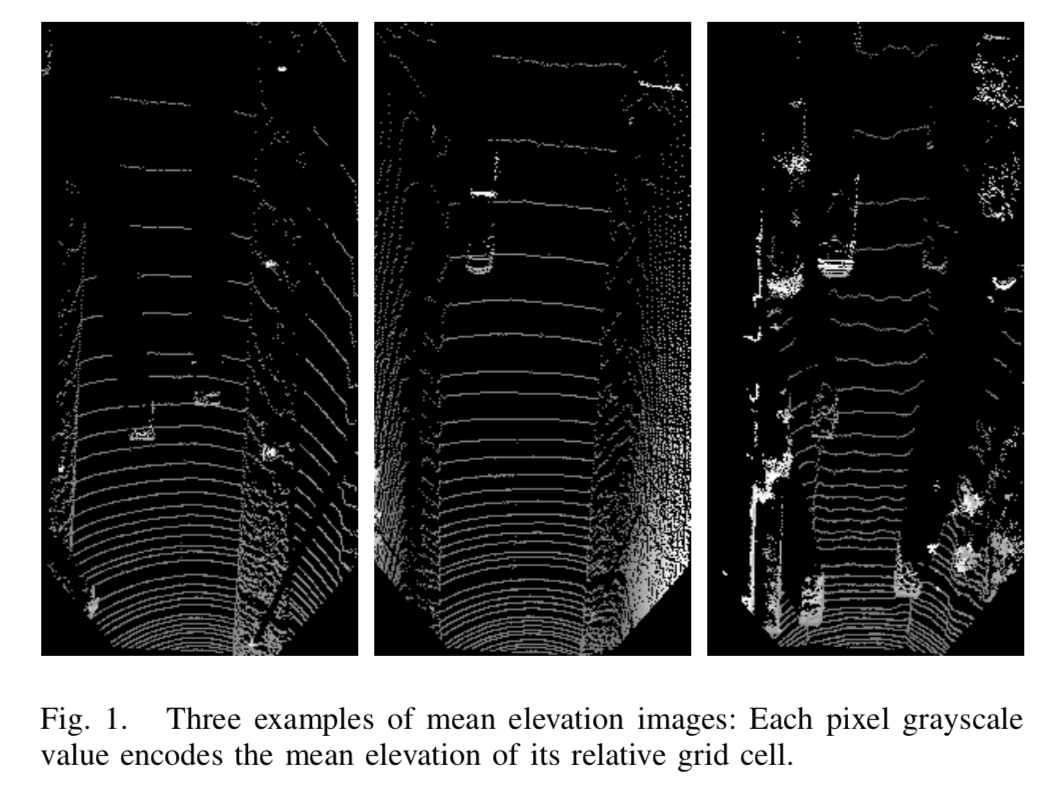 Fig. 1. Three examples of mean elevation images: Each pixel grayscale
value encodes the mean elevation of its relative grid cell.